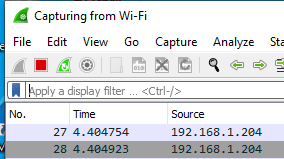 Capturing from Wi-Fi
File Edit View Go Capture Analyze Sta
Apply a display filter ... <Ctrl-/>
No. Time Source
27 4.404754 192.168.1.204
28 4.404923 192.168.1.204